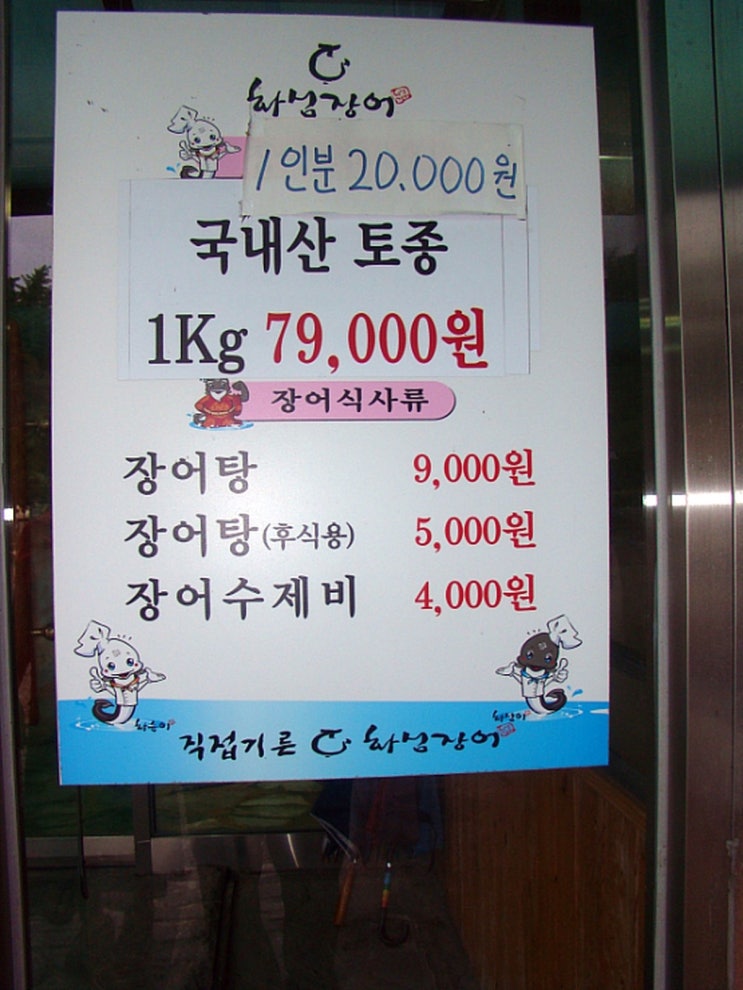 화남장어
1인분 20.000원
국내산 토종
1Kg 79,000원
장어식사류
장어탕 9,000원
장어탕(후식용) 5,000원
장어수제비 4,000원
직접기른 화남장어